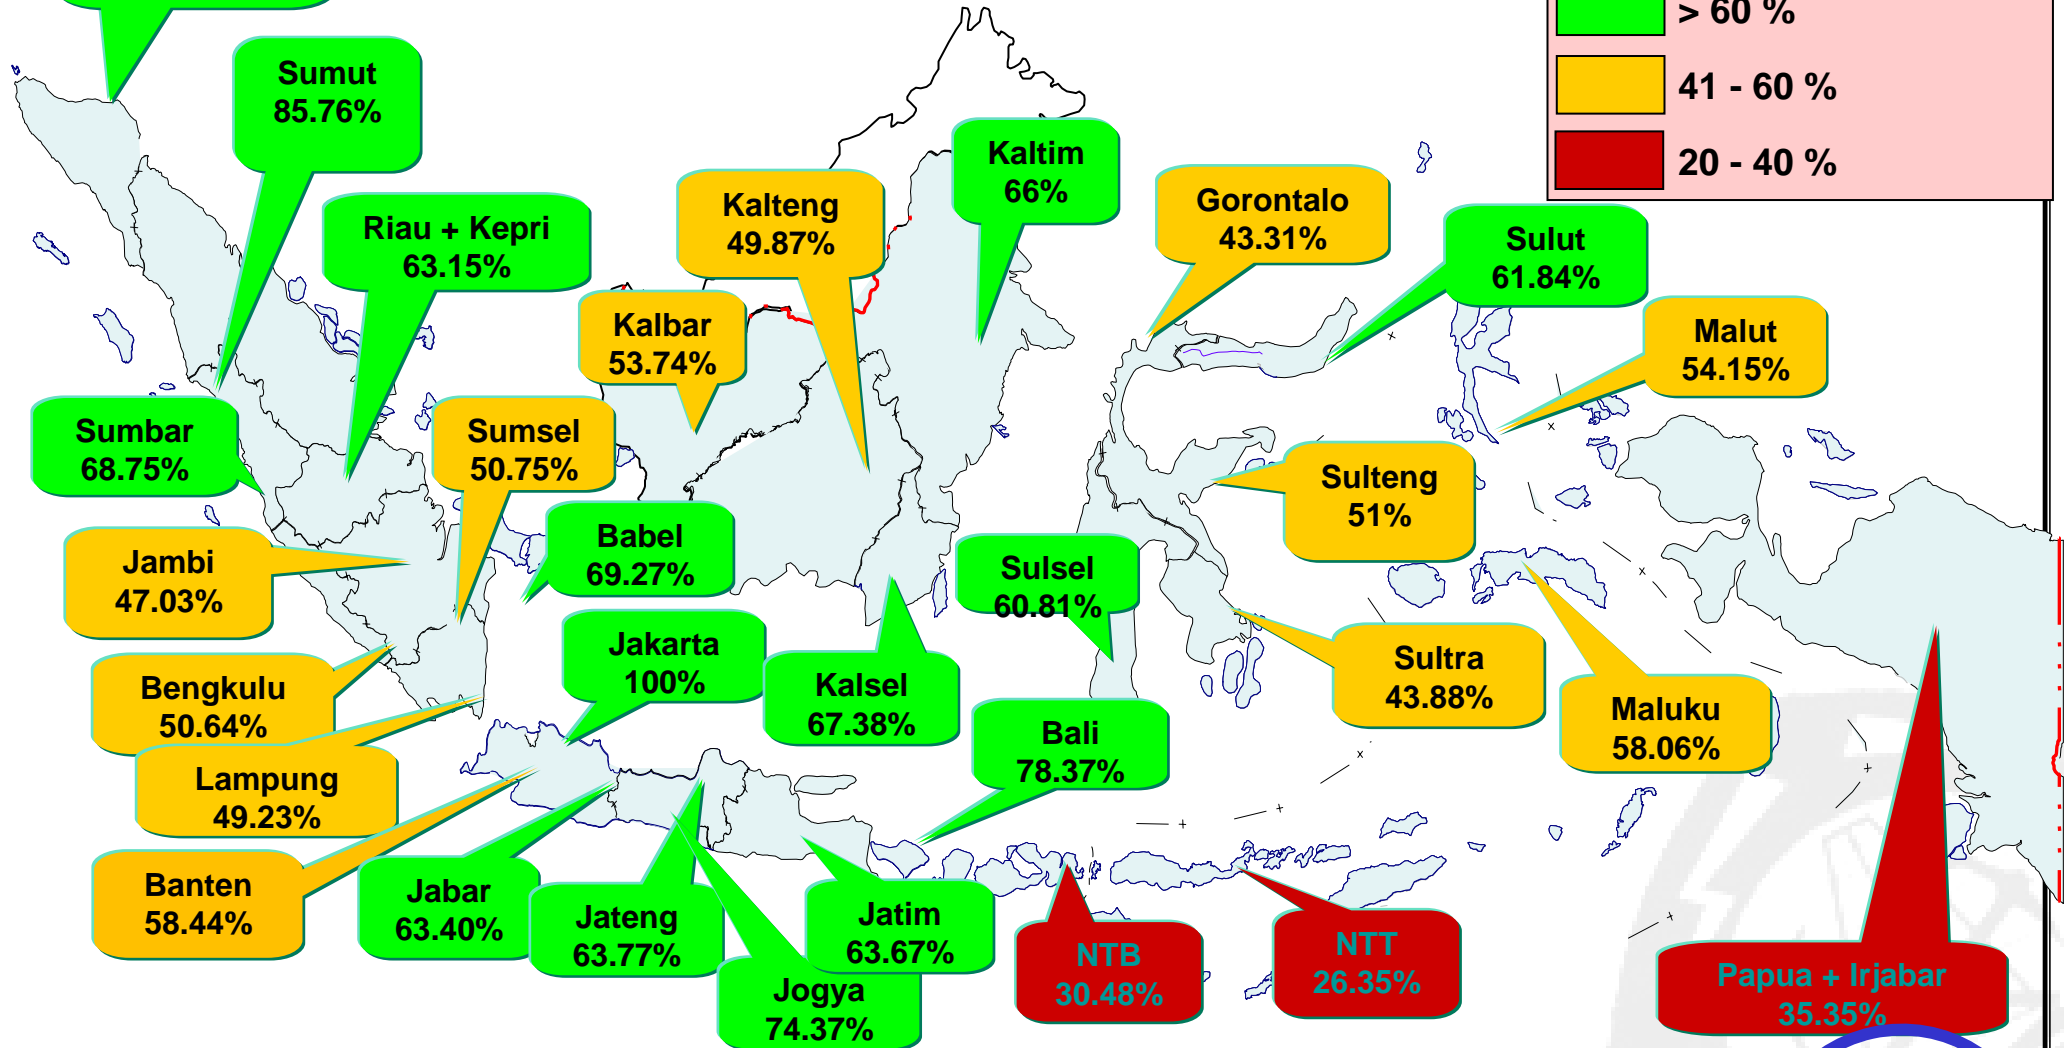 > 60 %
41 - 60 %
20 - 40 %
Sumut
85.76%
Riau + Kepri
63.15%
Kalteng
49.87%
Kaltim
66%
Gorontalo
43.31%
Sulut
61.84%
Kalbar
53.74%
Malut
54.15%
Sumbar
68.75%
Sumsel
50.75%
Sulteng
51%
Babel
69.27%
Jambi
47.03%
Sulsel
60.81%
Jakarta
100%
Kalsel
67.38%
Sultra
43.88%
Maluku
58.06%
Bengkulu
50.64%
Bali
78.37%
Lampung
49.23%
Banten
58.44%
Jabar
63.40%
Jateng
63.77%
Jatim
63.67%
Jogya
74.37%
NTB
30.48%
NTT
26.35%
Papua + Irjabar
35.35%